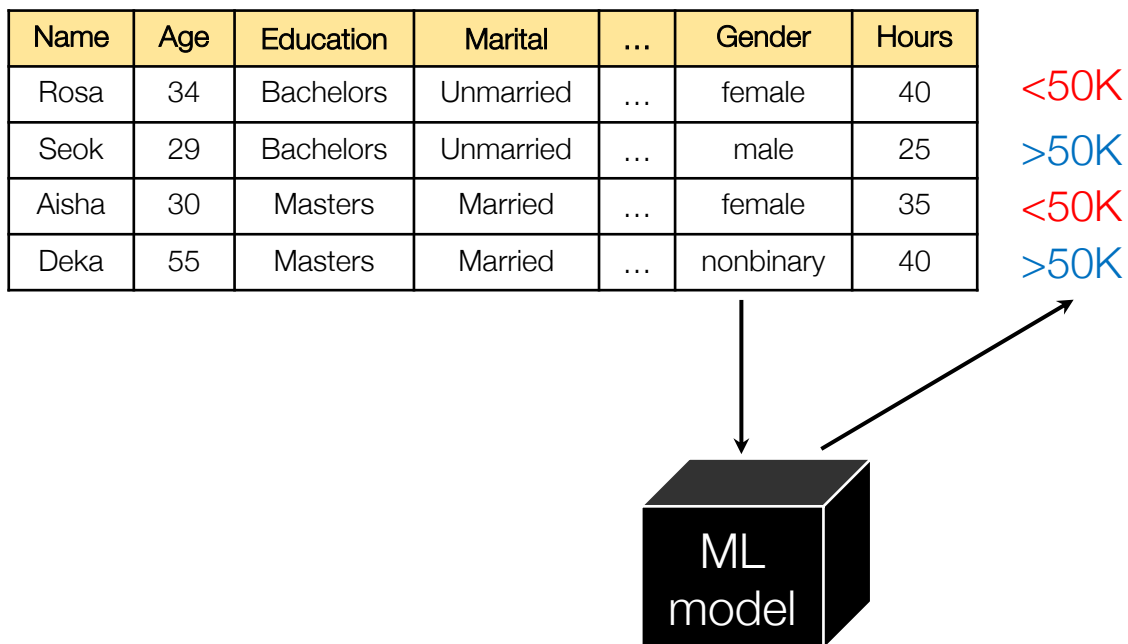 Name Age Education Marital … Gender Hours
Rosa 34 Bachelors Unmarried … female 40 <50K
Seok 29 Bachelors Unmarried … male 25 >50K
Aisha 30 Masters Married … female 35 <50K
Deka 55 Masters Married … nonbinary 40 >50K
ML
model